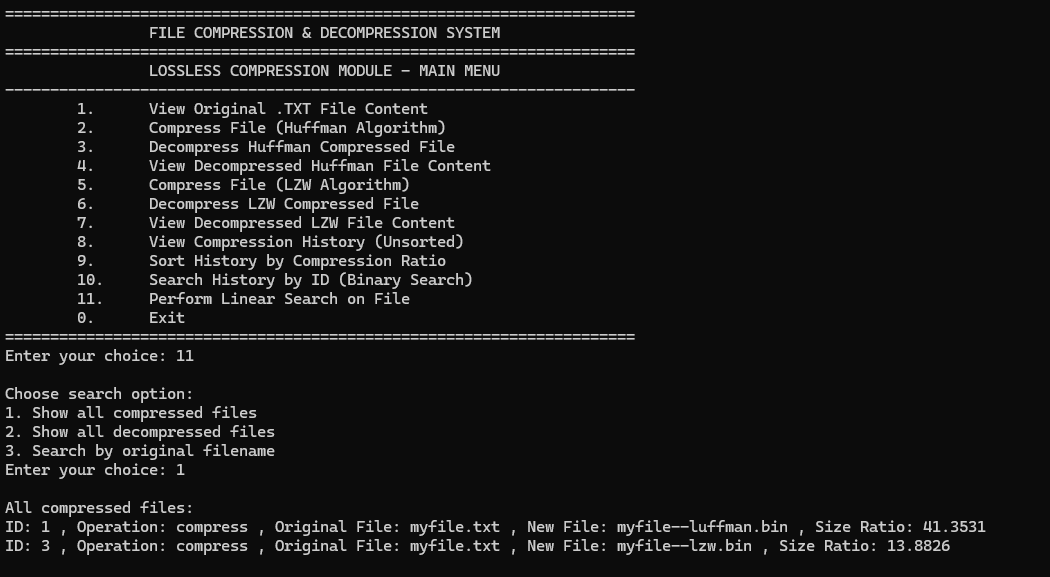 ======================================================================
FILE COMPRESSION & DECOMPRESSION SYSTEM
======================================================================
LOSSLESS COMPRESSION MODULE - MAIN MENU
----------------------------------------------------------------------
1. View Original .TXT File Content
2. Compress File (Huffman Algorithm)
3. Decompress Huffman Compressed File
4. View Decompressed Huffman File Content
5. Compress File (LZW Algorithm)
6. Decompress LZW Compressed File
7. View Decompressed LZW File Content
8. View Compression History (Unsorted)
9. Sort History by Compression Ratio
10. Search History by ID (Binary Search)
11. Perform Linear Search on File
0. Exit
======================================================================
Enter your choice: 11
Choose search option:
1. Show all compressed files
2. Show all decompressed files
3. Search by original filename
Enter your choice: 1
All compressed files:
ID: 1 , Operation: compress , Original File: myfile.txt , New File: myfile--luffman.bin , Size Ratio: 41.3531
ID: 3 , Operation: compress , Original File: myfile.txt , New File: myfile--lzw.bin , Size Ratio: 13.8826